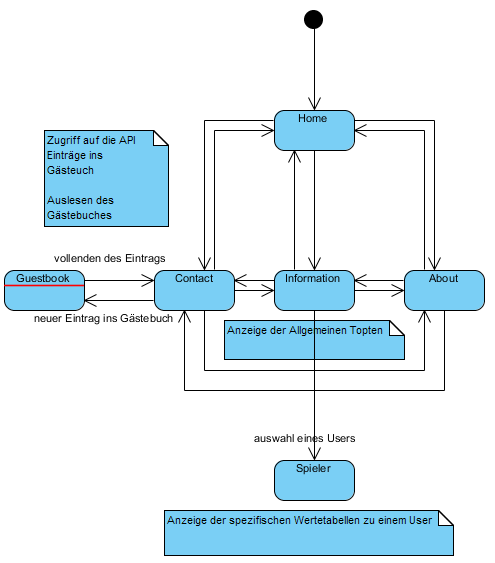 Home
Zugriff auf die API
Einträge ins
Gästeuch
Auslesen des
Gästebuches
vollenden des Eintrags
Guestbook
Contact
Information
About
neuer Eintrag ins Gästebuch
Anzeige der Allgemeinen Topten
auswahl eines Users
Spieler
Anzeige der spezifischen Wertetabellen zu einem User